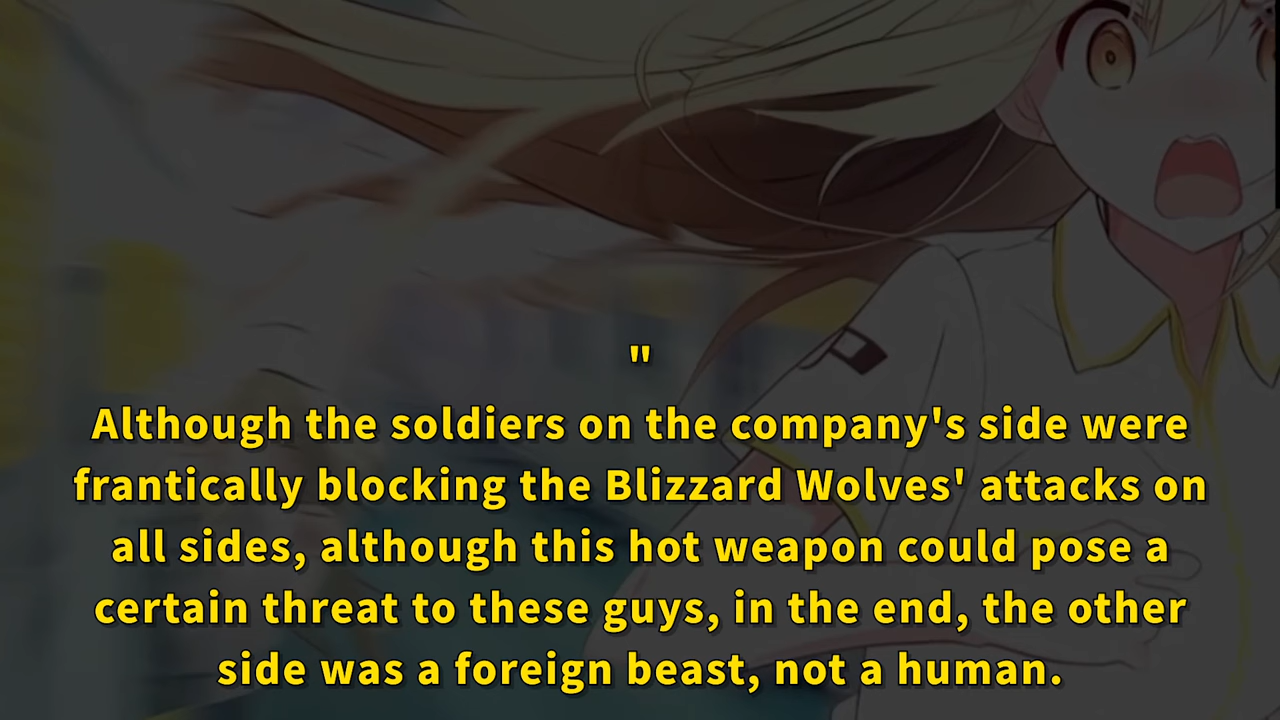 "
Although the soldiers on the company's side were
frantically blocking the Blizzard Wolves' attacks on
all sides, although this hot weapon could pose a
certain threat to these guys, in the end, the other
side was a foreign beast, not a human.